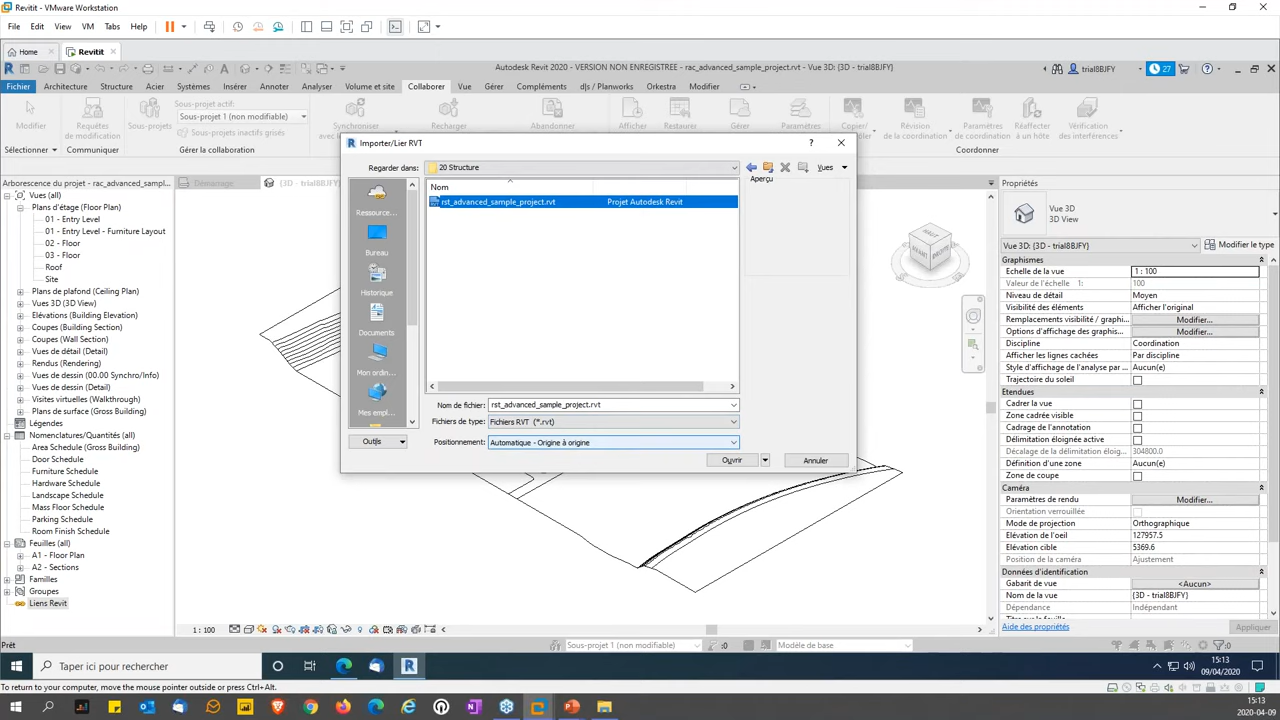 Revitit - VMware Workstation
File Edit View VM Tabs Help
Home Revitit
Autodesk Revit 2020 - VERSION NON ENREGISTREE - rac_advanced_sample_project.rvt - Vue 3D: {3D - trial8BJFY} trial8BJFY 27
Fichier Architecture Structure Acier Systèmes Insérer Annoter Analyser Volume et site Collaborer Vue Gérer Compléments d|s / Planworks Orkestra Modifier
Modifier
Requêtes de modification
Sous-projets
Sous-projet actif:
Sous-projet 1 (non modifiable)
Gris des sous-projets inactifs grisés
Synchroniser avec
Recharger
Abandonner
Afficher
Restaurer
Gérer
Paramètres
Copier/
Révision de la coordination
Paramètres de coordination
Réaffecter à l'hôte
Vérification des interférences
Sélectionner Communiquer Gérer la collaboration Coordonner
Importer/Lier RVT
Regarder dans: 20 Structure Vues
Nom Aperçu
rst_advanced_sample_project.rvt Projet Autodesk Revit
Ressource...
Bureau
Historique
Documents
Mon ordin...
Mes empl...
Nom de fichier: rst_advanced_sample_project.rvt
Fichiers de type: Fichiers RVT (*.rvt)
Outils Positionnement: Automatique - Origine à origine
Ouvrir Annuler
Arborescence du projet - rac_advanced_sampl...
Démarrage
{3D - trial8BJFY}
Vues (all)
Plans d'étage (Floor Plan)
01 - Entry Level
01 - Entry Level - Furniture Layout
02 - Floor
03 - Floor
Roof
Site
Plans de plafond (Ceiling Plan)
Vues 3D (3D View)
Elévations (Building Elevation)
Coupes (Building Section)
Coupes (Wall Section)
Vues de détail (Detail)
Rendus (Rendering)
Vues de dessin (00.00 Synchro/Info)
Vues de dessin (Detail)
Visites virtuelles (Walkthrough)
Plans de surface (Gross Building)
Légendes
Nomenclatures/Quantités (all)
Area Schedule (Gross Building)
Door Schedule
Furniture Schedule
Hardware Schedule
Landscape Schedule
Mass Floor Schedule
Parking Schedule
Room Finish Schedule
Feuilles (all)
A1 - Floor Plan
A2 - Sections
Familles
Groupes
Liens Revit
HAUT
AVANT
DROITE
Propriétés
Vue 3D
3D View
Vue 3D: {3D - trial8BJFY} Modifier le type
Graphismes
Echelle de la vue 1 : 100
Valeur de l'échelle 1: 100
Niveau de détail Moyen
Visibilité des éléments Afficher l'original
Remplacements visibilité / graphi... Modifier...
Options d'affichage des graphis... Modifier...
Discipline Coordination
Afficher les lignes cachées Par discipline
Style d'affichage de l'analyse par ... Aucun(e)
Trajectoire du soleil
Etendues
Cadrer la vue
Zone cadrée visible
Cadrage de l'annotation
Délimitation éloignée active
Décalage de la délimitation éloi... 304800.0
Définition d'une zone Aucun(e)
Zone de coupe
Caméra
Paramètres de rendu Modifier...
Orientation verrouillée
Mode de projection Orthographique
Elévation de l'oeil 127957.5
Elévation cible 5369.6
Position de la caméra Ajustement
Données d'identification
Gabarit de vue <Aucun>
Nom de la vue {3D - trial8BJFY}
Dépendance Indépendant
Aide des propriétés Appliquer
1 : 100
Prêt Sous-projet 1 (non modifiable) :0 Modèle de base :0
Taper ici pour rechercher 15:13
09/04/2020
To return to your computer, move the mouse pointer outside or press Ctrl+Alt.
15:13
2020-04-09